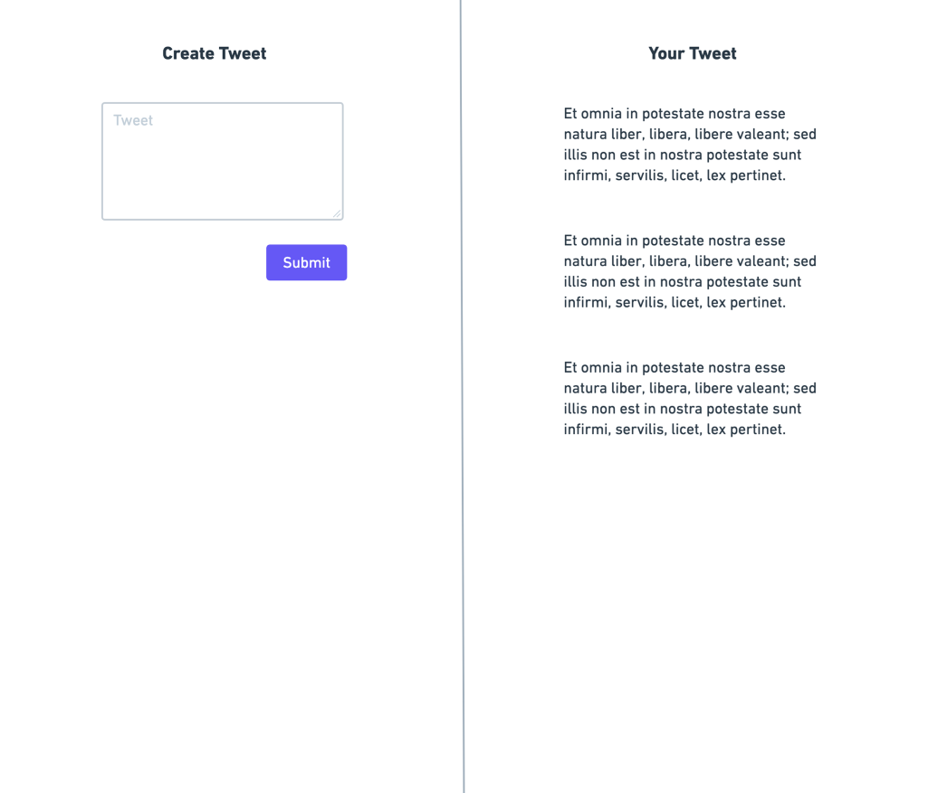 Create Tweet
Tweet
Submit
Your Tweet
Et omnia in potestate nostra esse
natura liber, libera, libere valeant; sed
illis non est in nostra potestate sunt
infirmi, servilis, licet, lex pertinet.
Et omnia in potestate nostra esse
natura liber, libera, libere valeant; sed
illis non est in nostra potestate sunt
infirmi, servilis, licet, lex pertinet.
Et omnia in potestate nostra esse
natura liber, libera, libere valeant; sed
illis non est in nostra potestate sunt
infirmi, servilis, licet, lex pertinet.